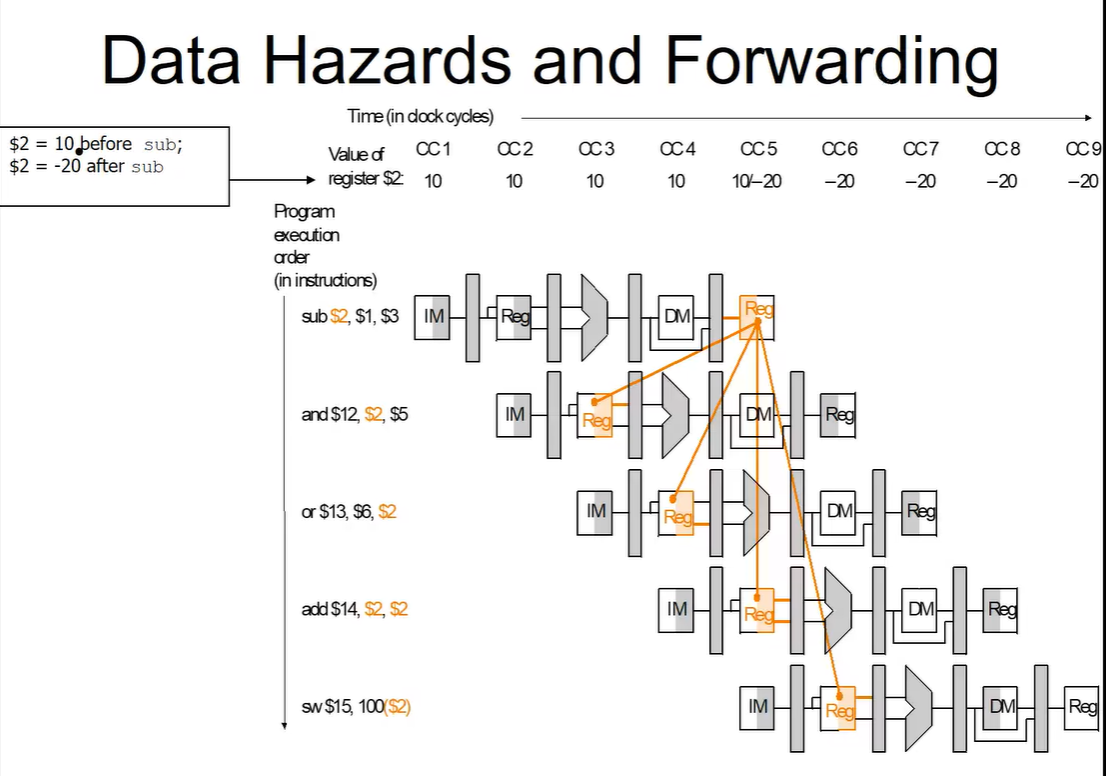 Data Hazards and Forwarding
Time (in clock cycles)
$2 = 10 before sub;
$2 = -20 after sub
Value of register $2:
CC 1 CC 2 CC 3 CC 4 CC 5 CC 6 CC 7 CC 8 CC 9
10 10 10 10 10/–20 –20 –20 –20 –20
Program
execution
order
(in instructions)
sub $2, $1, $3
IM Reg DM Reg
and $12, $2, $5
IM Reg DM Reg
or $13, $6, $2
IM Reg DM Reg
add $14, $2, $2
IM Reg DM Reg
sw $15, 100($2)
IM Reg DM Reg